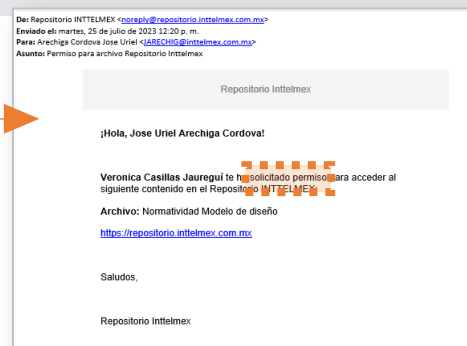 De: Repositorio INTTELMEX <noreply@repositorio.inttelmex.com.mx>
Enviado el: martes, 25 de julio de 2023 12:20 p. m.
Para: Arechiga Cordova Jose Uriel <JARECHIG@inttelmex.com.mx>
Asunto: Permiso para archivo Repositorio Inttelmex
Repositorio Inttelmex
¡Hola, Jose Uriel Arechiga Cordova!
Veronica Casillas Jaureguí te ha solicitado permiso para acceder al
siguiente contenido en el Repositorio INTTELMEX
Archivo: Normatividad Modelo de diseño
https://repositorio.inttelmex.com.mx
Saludos,
Repositorio Inttelmex